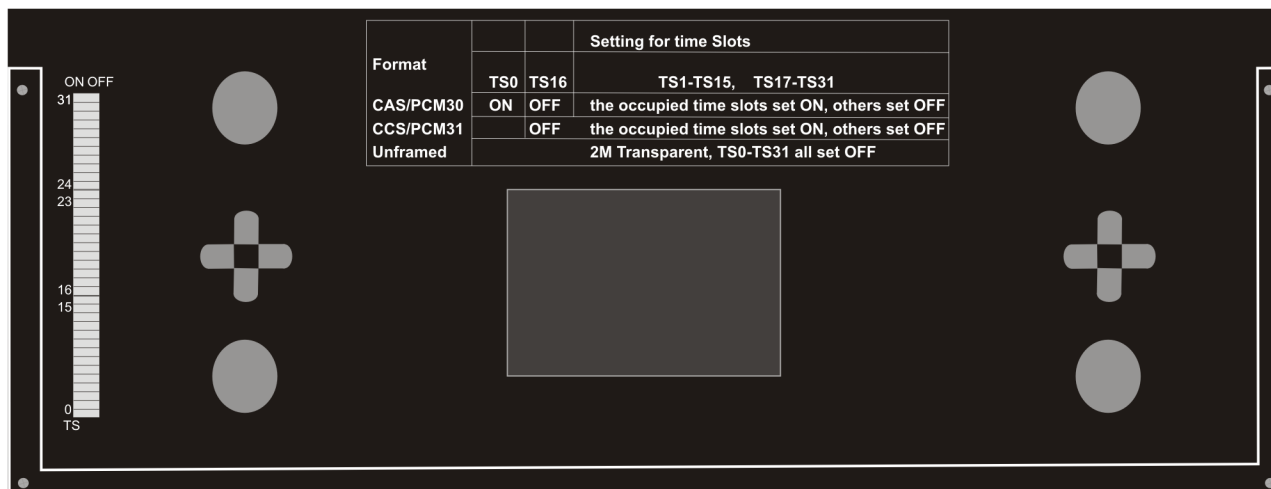 Setting for time Slots
Format
TS0 TS16 TS1-TS15, TS17-TS31
CAS/PCM30 ON OFF the occupied time slots set ON, others set OFF
CCS/PCM31 OFF the occupied time slots set ON, others set OFF
Unframed 2M Transparent, TS0-TS31 all set OFF
ON OFF
31
24
23
16
15
0
TS